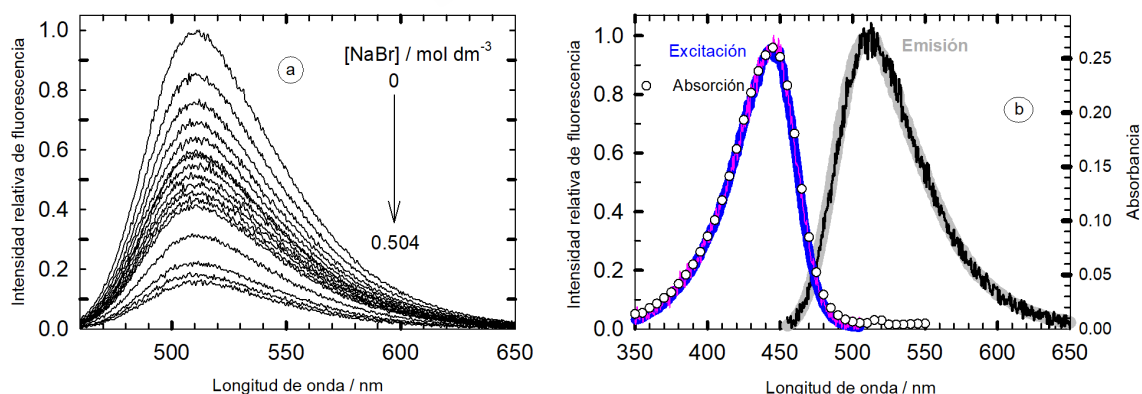 Intensidad relativa de fluorescencia
1.0
0.8
0.6
0.4
0.2
0.0
a
[NaBr] / mol dm-3
0
0.504
500
550
600
650
Longitud de onda / nm
Intensidad relativa de fluorescencia
1.0
0.8
0.6
0.4
0.2
0.0
Excitación
Absorción
Emisión
b
0.25
0.20
0.15
0.10
0.05
0.00
Absorbancia
350
400
450
500
550
600
650
Longitud de onda / nm